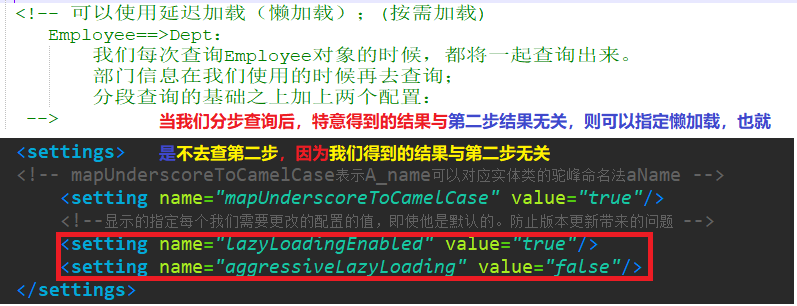 <!-- 可以使用延迟加载（懒加载）；(按需加载)
Employee==>Dept：
我们每次查询Employee对象的时候，都将一起查询出来。
部门信息在我们使用的时候再去查询；
分段查询的基础之上加上两个配置：
-->
当我们分步查询后，特意得到的结果与第二步结果无关，则可以指定懒加载，也就
<settings> 是不去查第二步，因为我们得到的结果与第二步无关
<!-- mapUnderscoreToCamelCase表示A_name可以对应实体类的驼峰命名法aName -->
<setting name="mapUnderscoreToCamelCase" value="true"/>
<!--显示的指定每个我们需要更改的配置的值，即使他是默认的。防止版本更新带来的问题 -->
<setting name="lazyLoadingEnabled" value="true"/>
<setting name="aggressiveLazyLoading" value="false"/>
</settings>